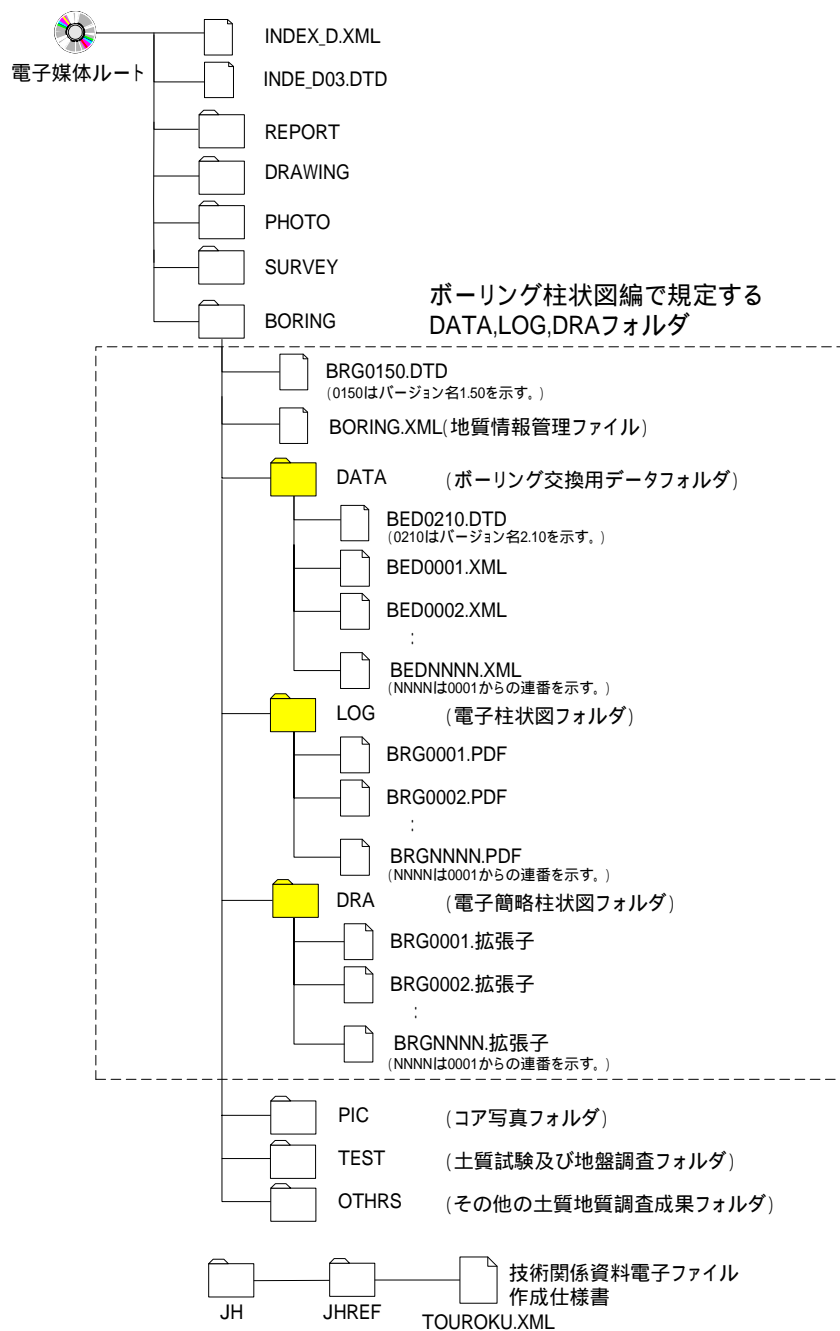 INDEX_D.XML
電子媒体ルート
INDE_D03.DTD
REPORT
DRAWING
PHOTO
SURVEY
BORING
ボーリング柱状図編で規定する
DATA,LOG,DRAフォルダ
BRG0150.DTD
(0150はバージョン名1.50を示す。)
BORING.XML(地質情報管理ファイル)
DATA (ボーリング交換用データフォルダ)
BED0210.DTD
(0210はバージョン名2.10を示す。)
BED0001.XML
BED0002.XML
:
BEDNNNN.XML
(NNNNは0001からの連番を示す。)
LOG (電子柱状図フォルダ)
BRG0001.PDF
BRG0002.PDF
:
BRGNNNN.PDF
(NNNNは0001からの連番を示す。)
DRA (電子簡略柱状図フォルダ)
BRG0001.拡張子
BRG0002.拡張子
:
BRGNNNN.拡張子
(NNNNは0001からの連番を示す。)
PIC (コア写真フォルダ)
TEST (土質試験及び地盤調査フォルダ)
OTHRS (その他の土質地質調査成果フォルダ)
技術関係資料電子ファイル
作成仕様書
JH JHREF TOUROKU.XML